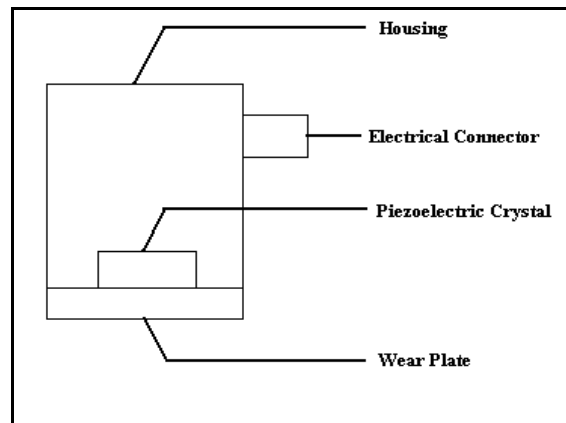 Housing
Electrical Connector
Piezoelectric Crystal
Wear Plate